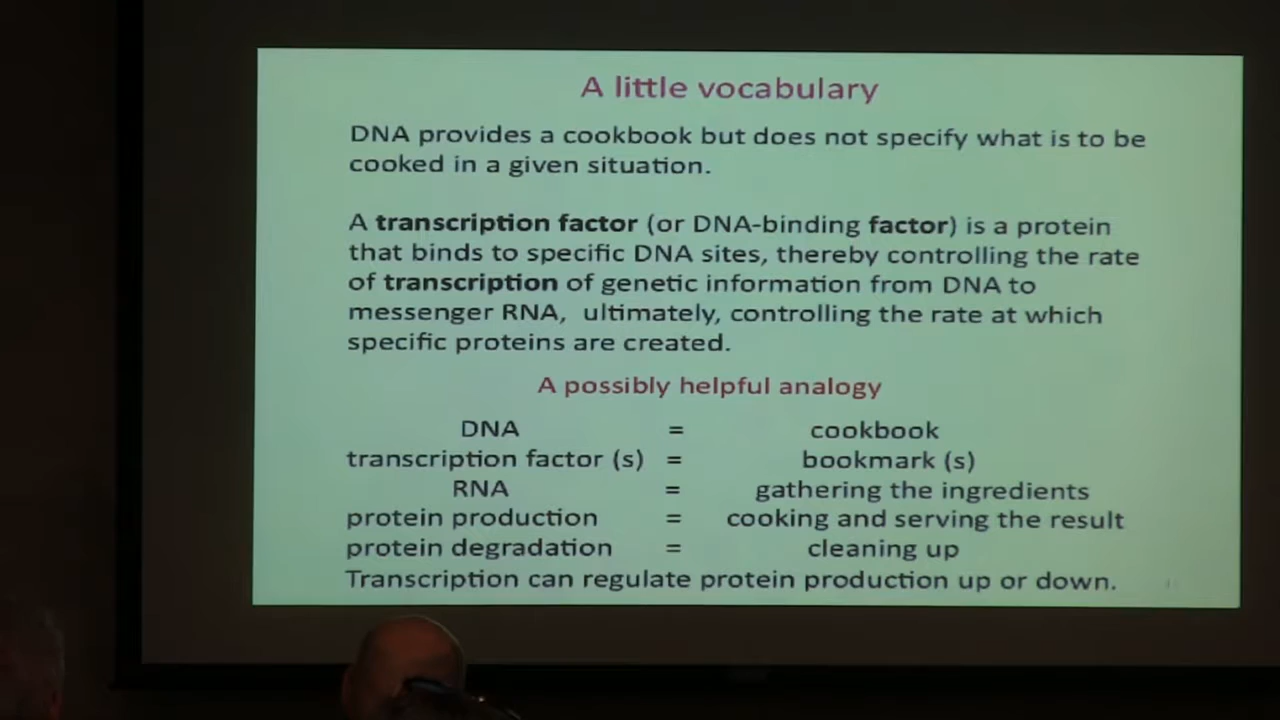 A little vocabulary
DNA provides a cookbook but does not specify what is to be
cooked in a given situation.
A transcription factor (or DNA-binding factor) is a protein
that binds to specific DNA sites, thereby controlling the rate
of transcription of genetic information from DNA to
messenger RNA, ultimately, controlling the rate at which
specific proteins are created.
A possibly helpful analogy
DNA = cookbook
transcription factor (s) = bookmark (s)
RNA = gathering the ingredients
protein production = cooking and serving the result
protein degradation = cleaning up
Transcription can regulate protein production up or down.